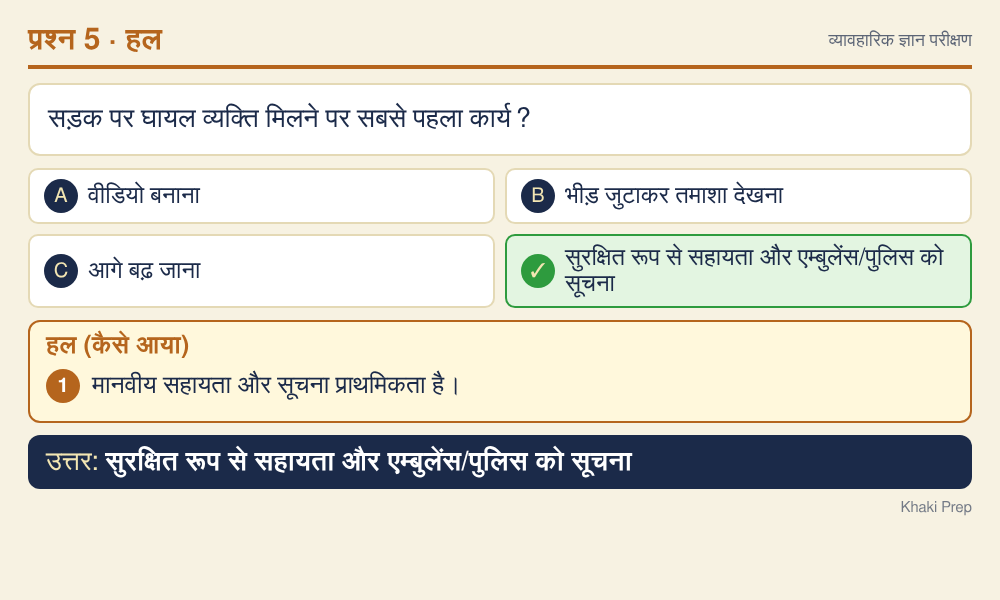 प्रश्न 5 · हल
व्यावहारिक ज्ञान परीक्षण
सड़क पर घायल व्यक्ति मिलने पर सबसे पहला कार्य ?
A वीडियो बनाना
B भीड़ जुटाकर तमाशा देखना
C आगे बढ़ जाना
✓ सुरक्षित रूप से सहायता और एम्बुलेंस/पुलिस को
सूचना
हल (कैसे आया)
1 मानवीय सहायता और सूचना प्राथमिकता है।
उत्तर: सुरक्षित रूप से सहायता और एम्बुलेंस/पुलिस को सूचना
Khaki Prep